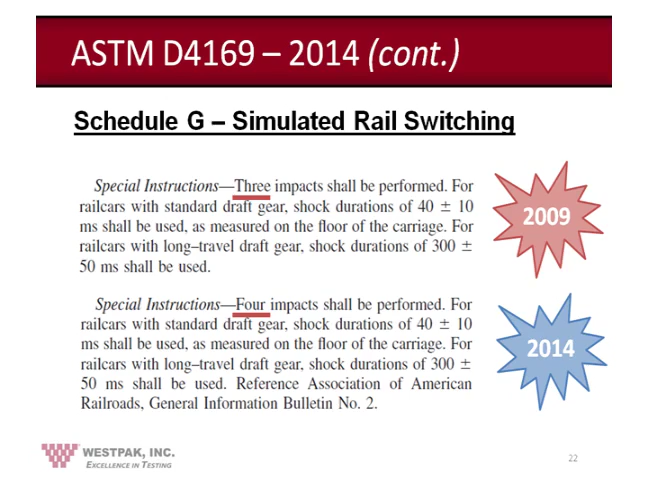 ASTM D4169 – 2014 (cont.)
Schedule G – Simulated Rail Switching
Special Instructions—Three impacts shall be performed. For
railcars with standard draft gear, shock durations of 40 ± 10
ms shall be used, as measured on the floor of the carriage. For
railcars with long–travel draft gear, shock durations of 300 ±
50 ms shall be used.
2009
Special Instructions—Four impacts shall be performed. For
railcars with standard draft gear, shock durations of 40 ± 10
ms shall be used, as measured on the floor of the carriage. For
railcars with long–travel draft gear, shock durations of 300 ±
50 ms shall be used. Reference Association of American
Railroads, General Information Bulletin No. 2.
2014
WESTPAK, INC.
EXCELLENCE IN TESTING
22